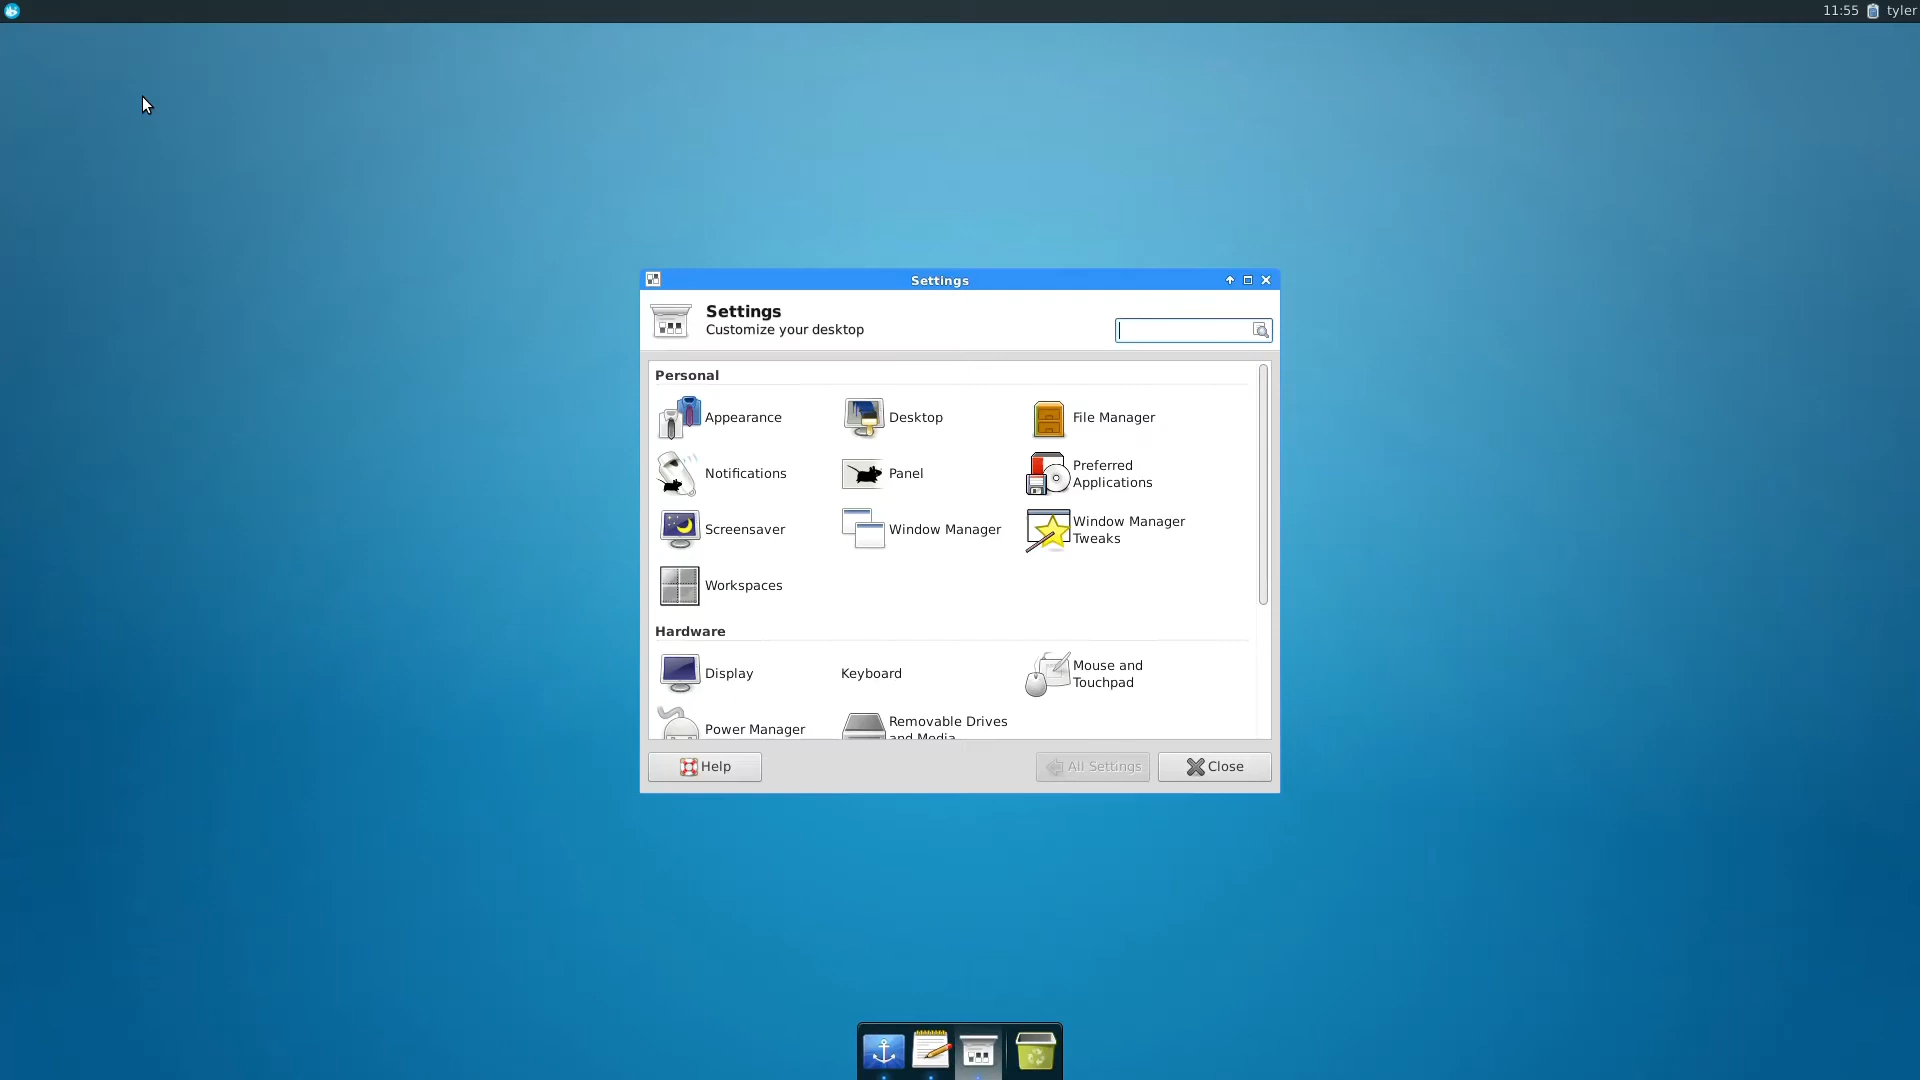 11:55 tyler
Settings
Settings
Customize your desktop
Personal
Appearance
Desktop
File Manager
Notifications
Panel
Preferred
Applications
Screensaver
Window Manager
Window Manager
Tweaks
Workspaces
Hardware
Display
Keyboard
Mouse and
Touchpad
Power Manager
Removable Drives
and Media
Help
All Settings
Close